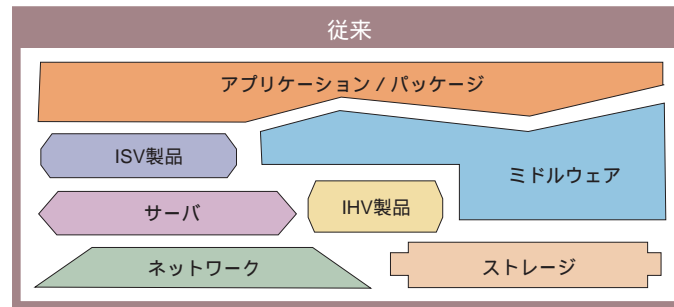 従来
アプリケーション / パッケージ
ISV製品
ミドルウェア
サーバ
IHV製品
ネットワーク
ストレージ